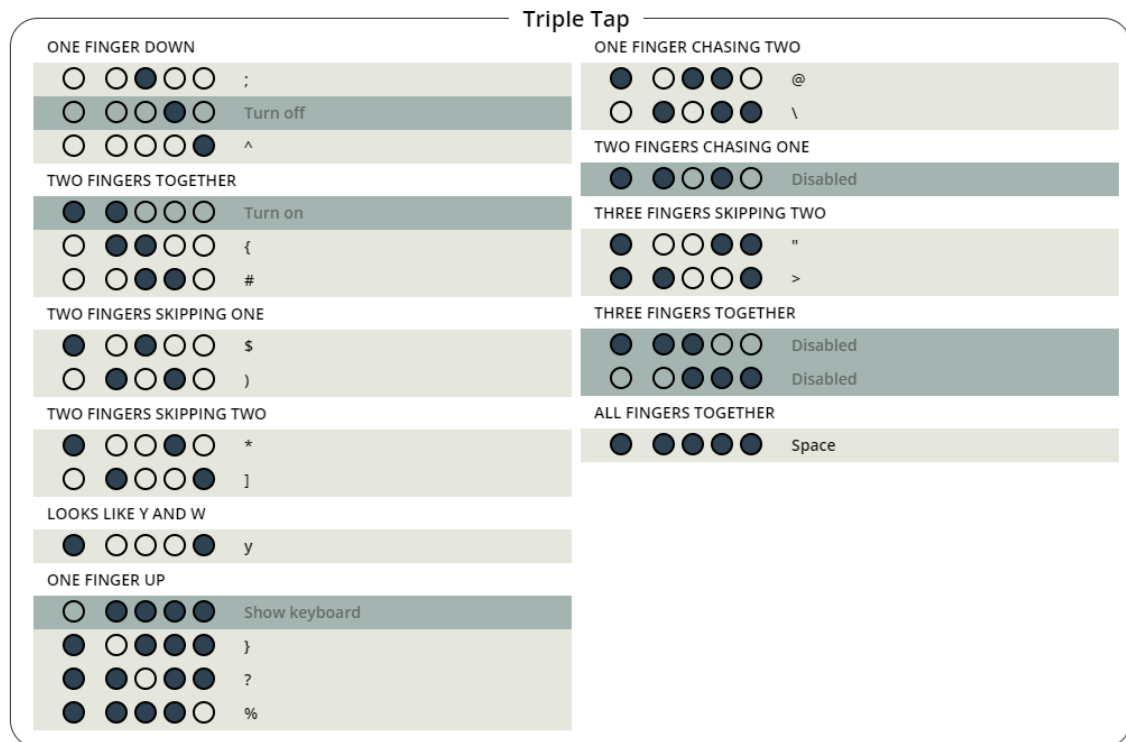 Triple Tap
ONE FINGER DOWN
;
Turn off
^
TWO FINGERS TOGETHER
Turn on
{
#
TWO FINGERS SKIPPING ONE
$
)
TWO FINGERS SKIPPING TWO
*
]
LOOKS LIKE Y AND W
y
ONE FINGER UP
Show keyboard
}
?
%
ONE FINGER CHASING TWO
@
\
TWO FINGERS CHASING ONE
Disabled
THREE FINGERS SKIPPING TWO
"
>
THREE FINGERS TOGETHER
Disabled
Disabled
ALL FINGERS TOGETHER
Space